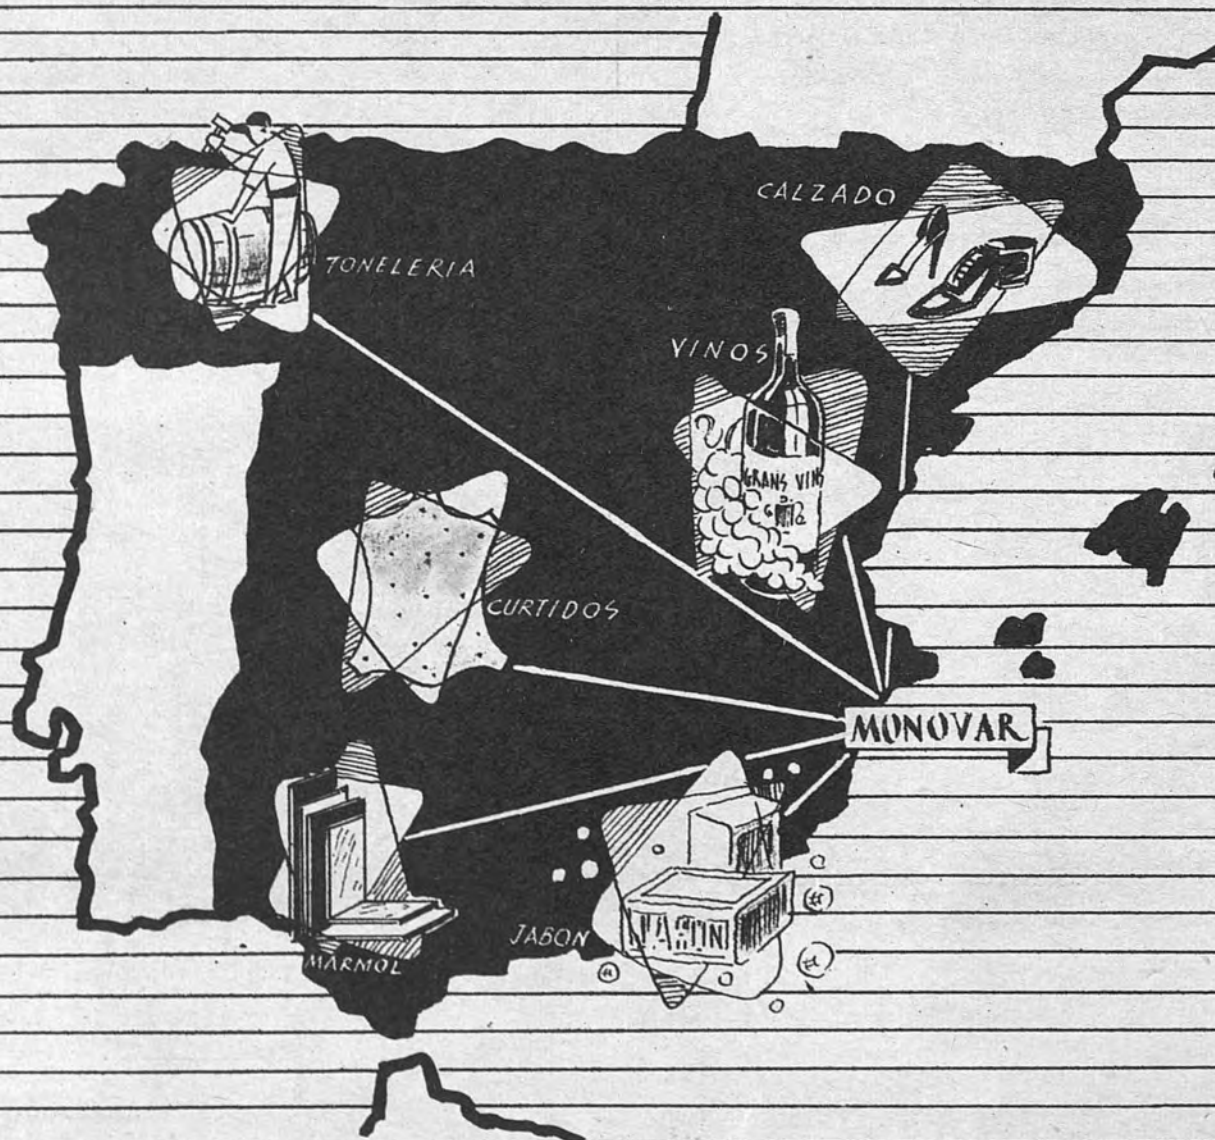 CALZADO
TONELERIA
VINOS
GRANS VINS
CURTIDOS
MONOVAR
JABON
MARMOL